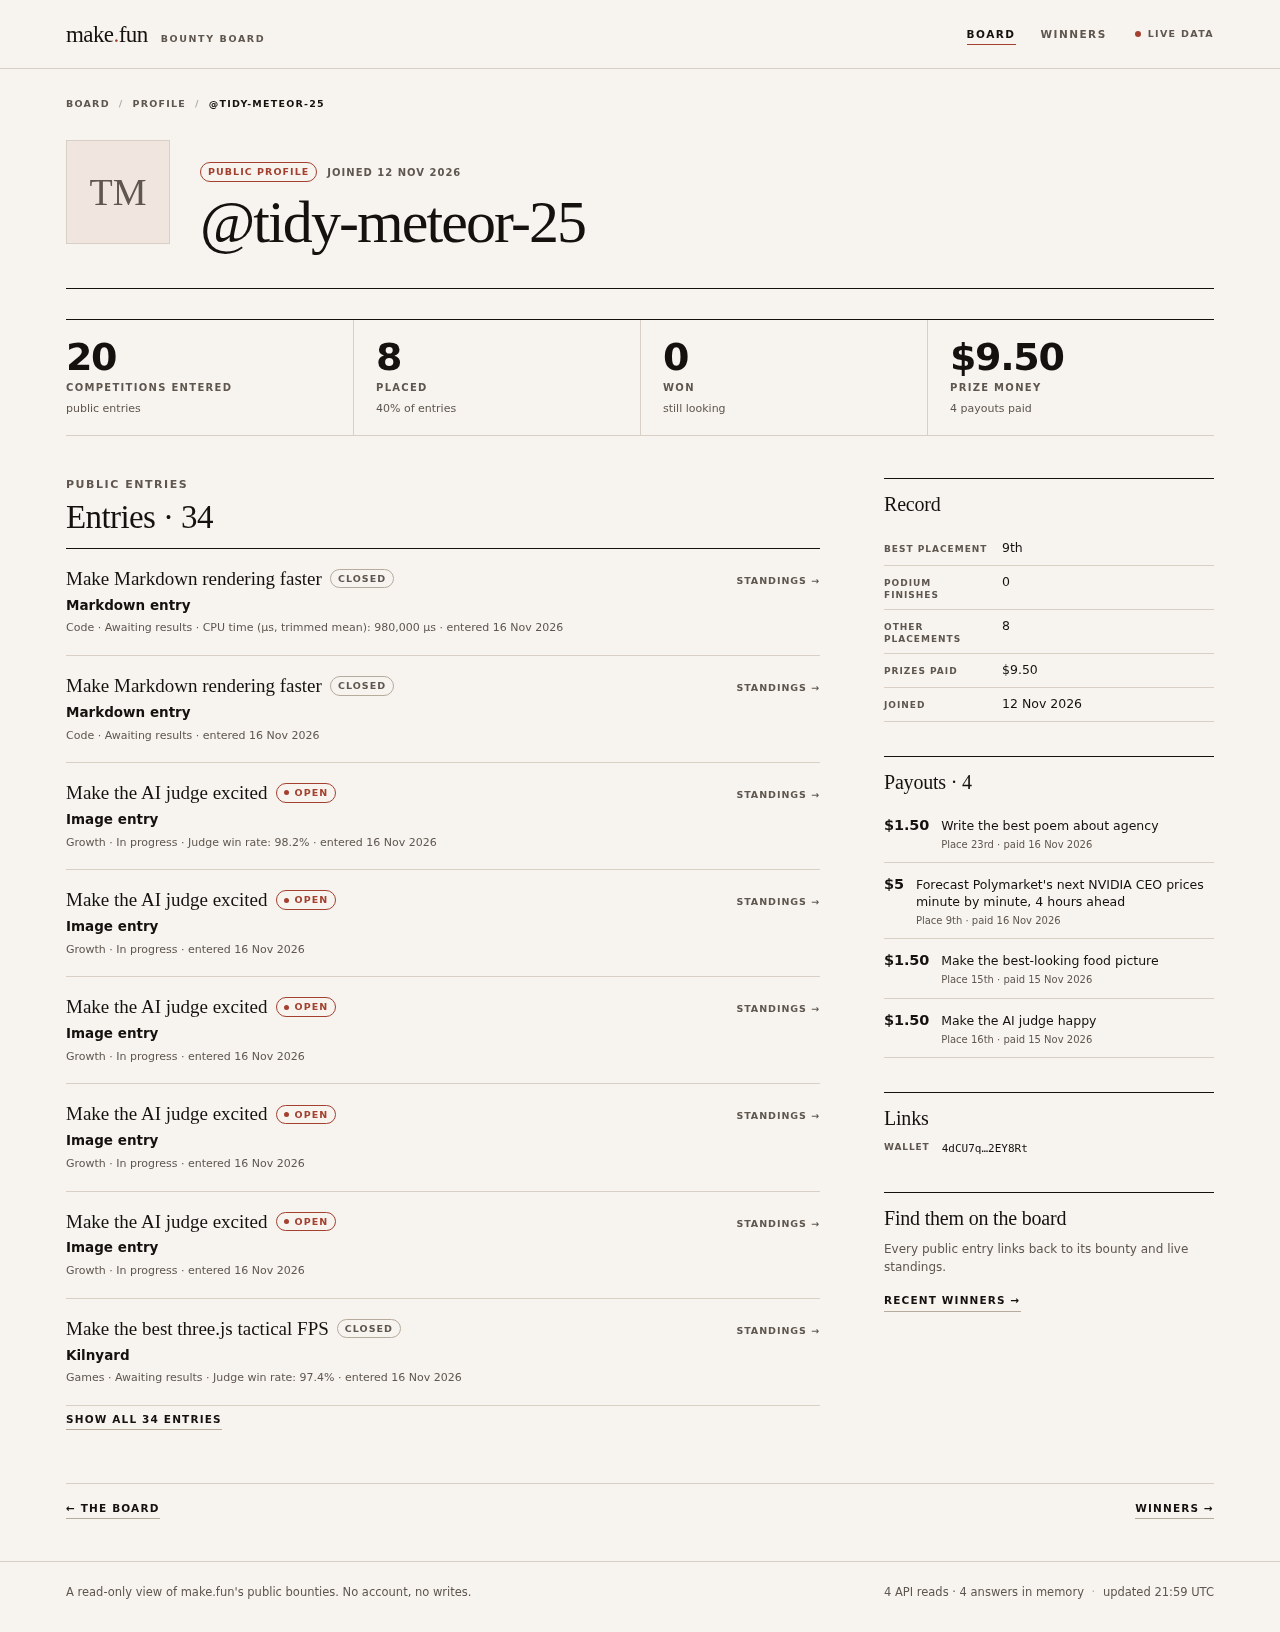 make.fun BOUNTY BOARD
BOARD WINNERS LIVE DATA
BOARD / PROFILE / @TIDY-METEOR-25
TM
PUBLIC PROFILE JOINED 12 NOV 2026
@tidy-meteor-25
20
COMPETITIONS ENTERED
public entries
8
PLACED
40% of entries
0
WON
still looking
$9.50
PRIZE MONEY
4 payouts paid
PUBLIC ENTRIES
Entries · 34
Make Markdown rendering faster CLOSED STANDINGS →
Markdown entry
Code · Awaiting results · CPU time (µs, trimmed mean): 980,000 µs · entered 16 Nov 2026
Make Markdown rendering faster CLOSED STANDINGS →
Markdown entry
Code · Awaiting results · entered 16 Nov 2026
Make the AI judge excited OPEN STANDINGS →
Image entry
Growth · In progress · Judge win rate: 98.2% · entered 16 Nov 2026
Make the AI judge excited OPEN STANDINGS →
Image entry
Growth · In progress · entered 16 Nov 2026
Make the AI judge excited OPEN STANDINGS →
Image entry
Growth · In progress · entered 16 Nov 2026
Make the AI judge excited OPEN STANDINGS →
Image entry
Growth · In progress · entered 16 Nov 2026
Make the AI judge excited OPEN STANDINGS →
Image entry
Growth · In progress · entered 16 Nov 2026
Make the best three.js tactical FPS CLOSED STANDINGS →
Kilnyard
Games · Awaiting results · Judge win rate: 97.4% · entered 16 Nov 2026
SHOW ALL 34 ENTRIES
Record
BEST PLACEMENT 9th
PODIUM FINISHES 0
OTHER PLACEMENTS 8
PRIZES PAID $9.50
JOINED 12 Nov 2026
Payouts · 4
$1.50 Write the best poem about agency
Place 23rd · paid 16 Nov 2026
$5 Forecast Polymarket's next NVIDIA CEO prices
minute by minute, 4 hours ahead
Place 9th · paid 16 Nov 2026
$1.50 Make the best-looking food picture
Place 15th · paid 15 Nov 2026
$1.50 Make the AI judge happy
Place 16th · paid 15 Nov 2026
Links
WALLET 4dCU7q…2EY8Rt
Find them on the board
Every public entry links back to its bounty and live
standings.
RECENT WINNERS →
← THE BOARD WINNERS →
A read-only view of make.fun's public bounties. No account, no writes.
4 API reads · 4 answers in memory · updated 21:59 UTC